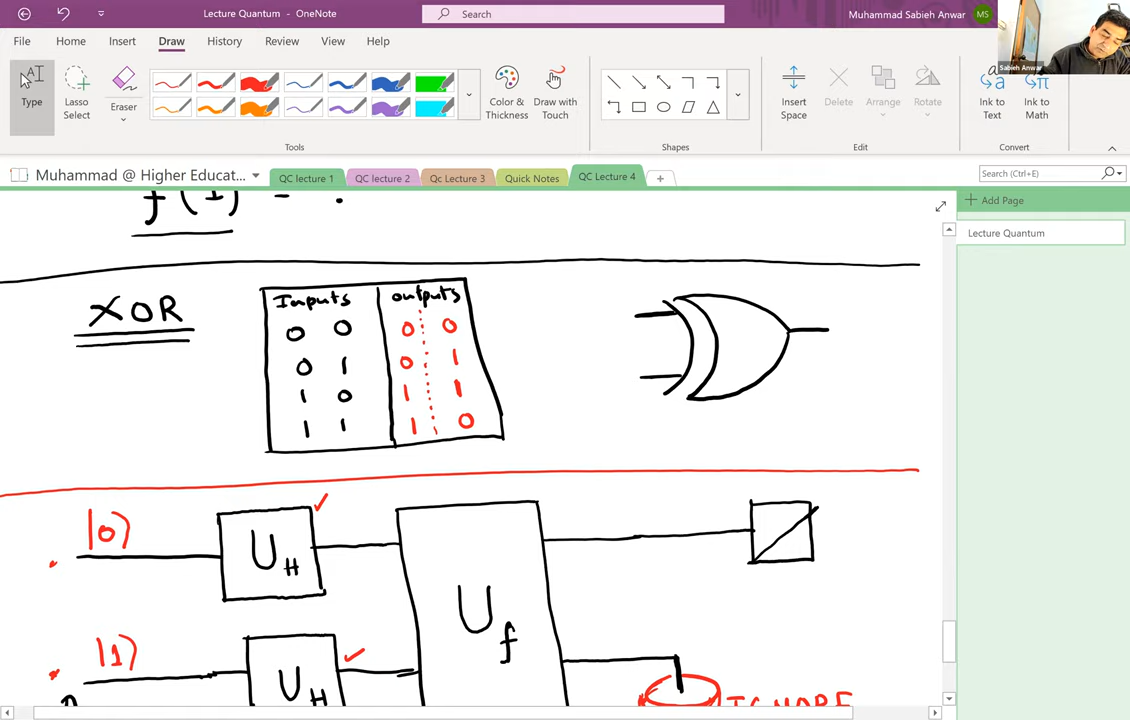 Lecture Quantum - OneNote
Search
Muhammad Sabieh Anwar
MS
Sabieh Anwar
File Home Insert Draw History Review View Help
Type
Lasso Select
Eraser
Color & Thickness
Draw with Touch
Insert Space
Delete
Arrange
Rotate
Ink to Text
Ink to Math
Tools
Shapes
Edit
Convert
Muhammad @ Higher Educat...
QC lecture 1
QC lecture 2
Qc Lecture 3
Quick Notes
QC Lecture 4
Search (Ctrl+E)
Add Page
Lecture Quantum
f(1) = ?
XOR
Inputs outputs
0 0 0 0
0 1 0 1
1 0 1 1
1 1 1 0
|0⟩
U_H
U_f
|1⟩
U_H
IGNORE